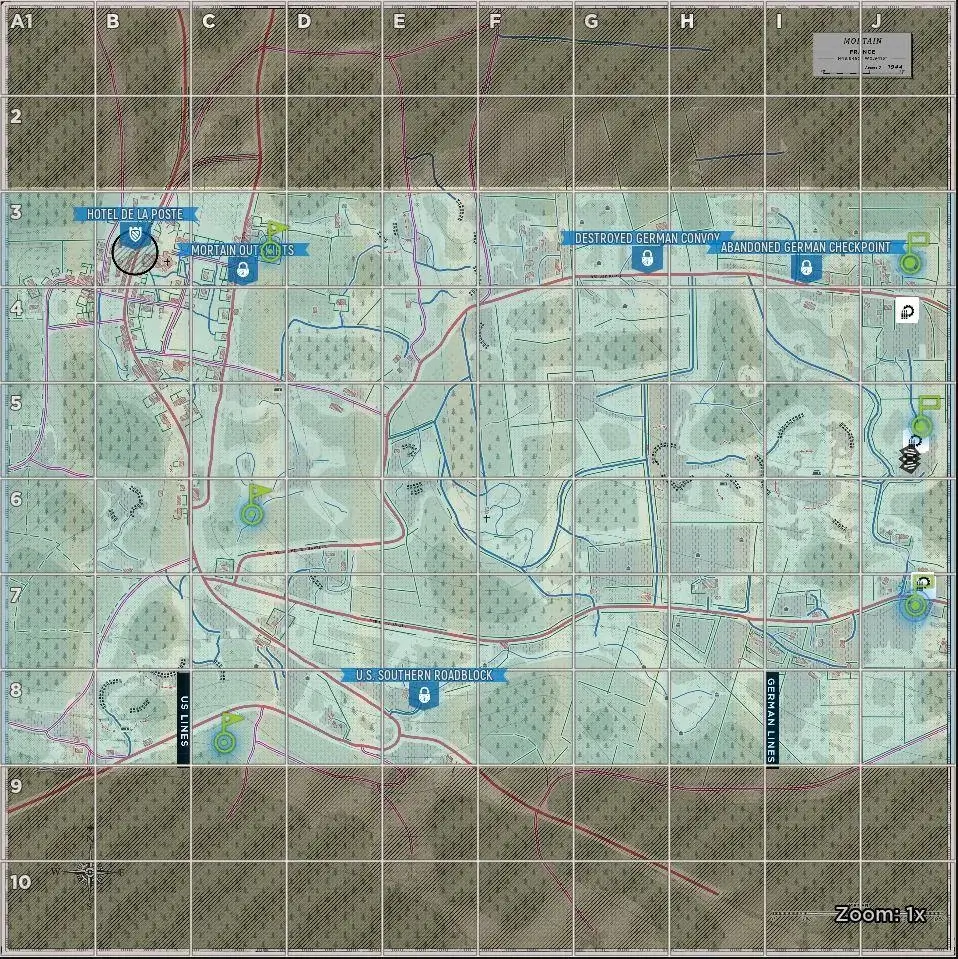 A1 B C D E F G H I J
MORTAIN
FRANCE
1944
2
3
HOTEL DE LA POSTE
MORTAIN OUTSKIRTS
DESTROYED GERMAN CONVOY
ABANDONED GERMAN CHECKPOINT
4
5
6
7
U.S. SOUTHERN ROADBLOCK
8
US LINES
GERMAN LINES
9
10
W
Zoom: 1x